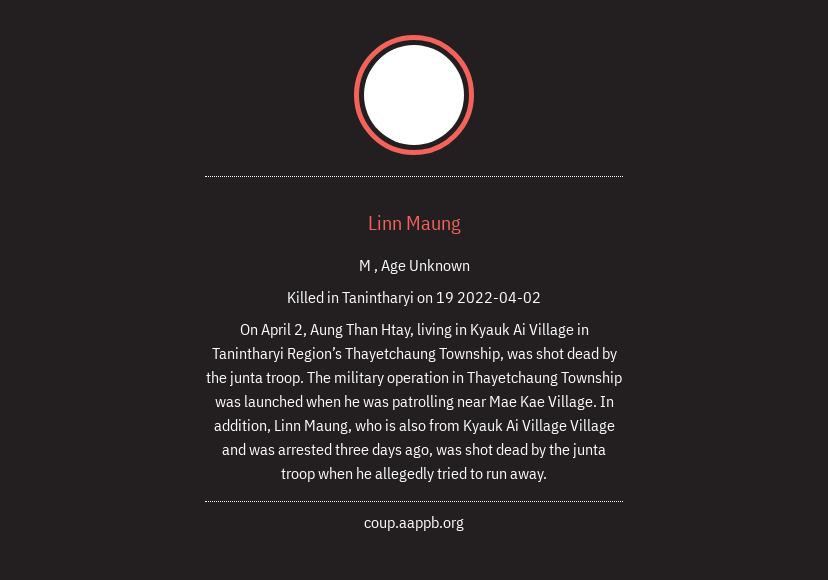 Linn Maung
M , Age Unknown
Killed in Tanintharyi on 19 2022-04-02
On April 2, Aung Than Htay, living in Kyauk Ai Village in
Tanintharyi Region’s Thayetchaung Township, was shot dead by
the junta troop. The military operation in Thayetchaung Township
was launched when he was patrolling near Mae Kae Village. In
addition, Linn Maung, who is also from Kyauk Ai Village Village
and was arrested three days ago, was shot dead by the junta
troop when he allegedly tried to run away.
coup.aappb.org